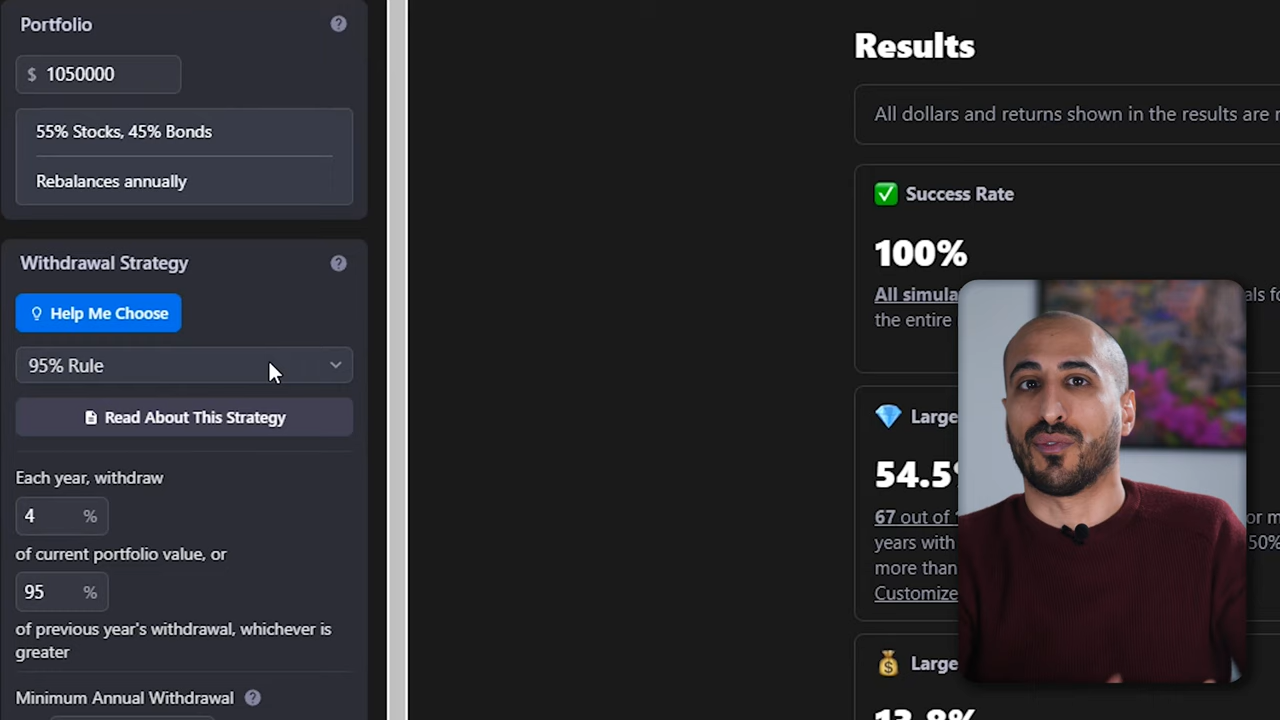 Portfolio
$ 1050000
55% Stocks, 45% Bonds
Rebalances annually
Withdrawal Strategy
Help Me Choose
95% Rule
Read About This Strategy
Each year, withdraw
4 %
of current portfolio value, or
95 %
of previous year's withdrawal, whichever is
greater
Minimum Annual Withdrawal
Results
All dollars and returns shown in the results are
Success Rate
100%
All
the entire
54.5%
67 out of
years with 50%
more than
Customize
13.8%